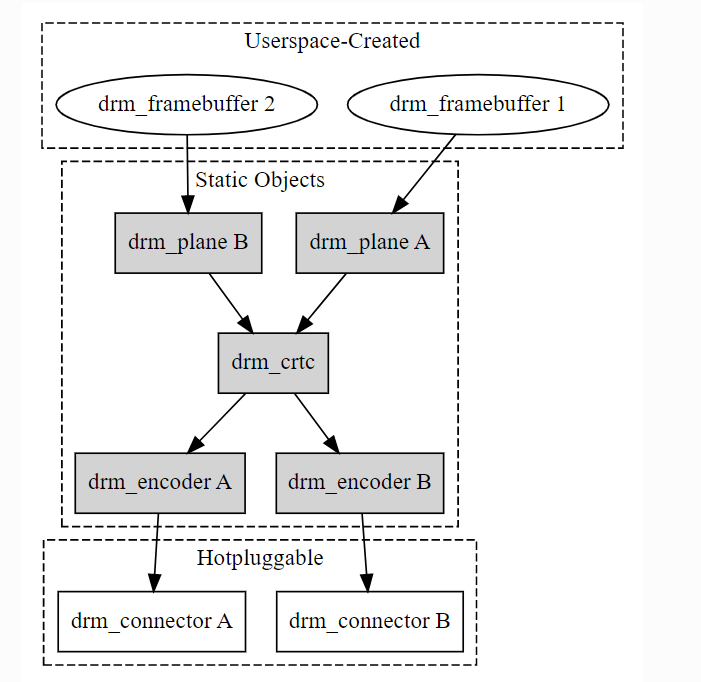 Userspace-Created
drm_framebuffer 2
drm_framebuffer 1
Static Objects
drm_plane B
drm_plane A
drm_crtc
drm_encoder A
drm_encoder B
Hotpluggable
drm_connector A
drm_connector B